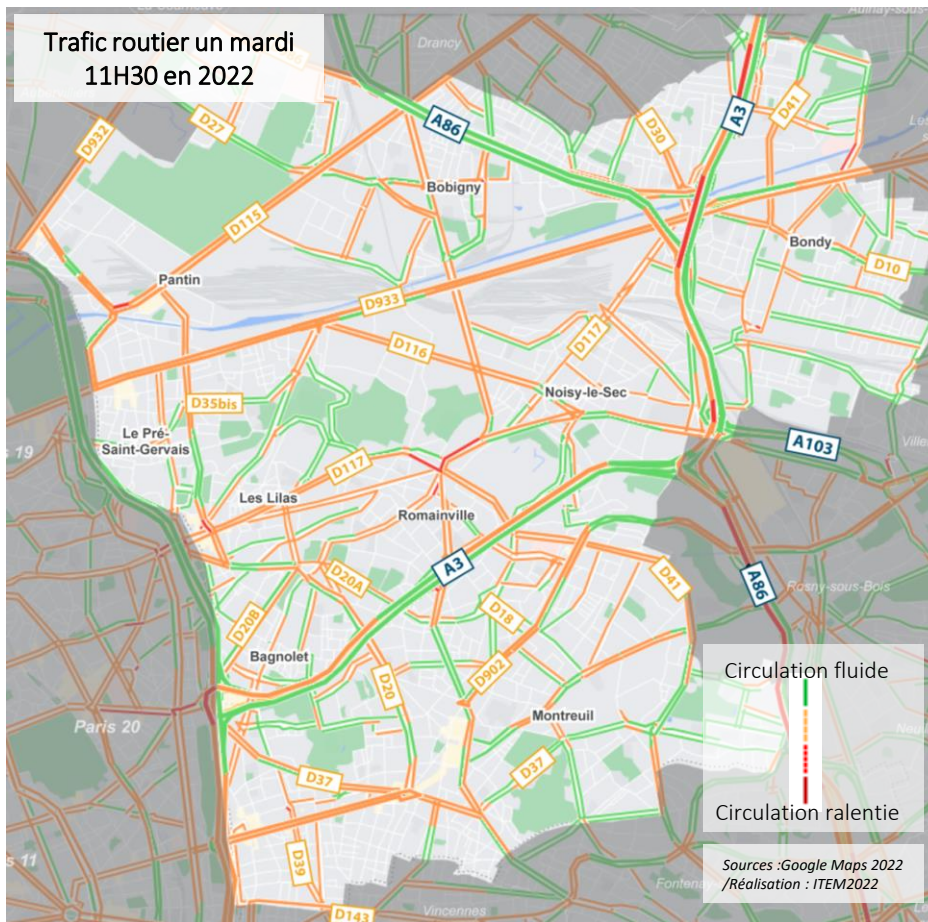 Trafic routier un mardi
11H30 en 2022
La Courneuve
Drancy
A3
D41
D27
A86
D30
D932
Bobigny
D115
Bondy
Pantin
D10
D933
D117
D116
Noisy-le-Sec
D35bis
Le Pré-
Saint-Gervais
A103
D117
Les Lilas
Romainville
A3
D20A
D41
A86
Rosny-sous-Bois
D20B
D18
Bagnolet
D20
D902
Circulation fluide
Paris 20
Montreuil
D37
D37
Circulation ralentie
Sources :Google Maps 2022
/Réalisation : ITEM2022
D39
D143
Vincennes